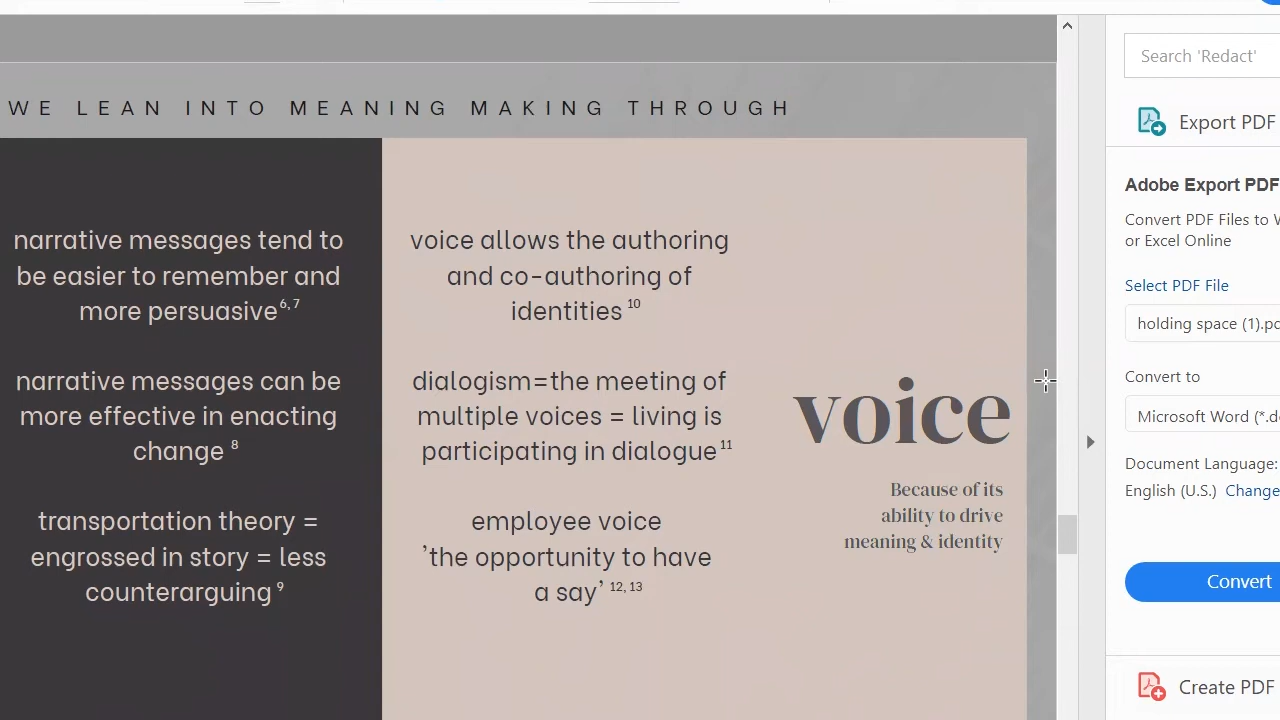 WE LEAN INTO MEANING MAKING THROUGH
narrative messages tend to
be easier to remember and
more persuasive 6,7
narrative messages can be
more effective in enacting
change 8
transportation theory =
engrossed in story = less
counterarguing 9
voice allows the authoring
and co-authoring of
identities 10
dialogism=the meeting of
multiple voices = living is
participating in dialogue 11
employee voice
’the opportunity to have
a say’ 12, 13
voice
Because of its
ability to drive
meaning & identity
Search 'Redact'
Export PDF
Adobe Export PDF
Convert PDF Files to
or Excel Online
Select PDF File
holding space (1).pd
Convert to
Microsoft Word (*.do
Document Language:
English (U.S.) Change
Convert
Create PDF